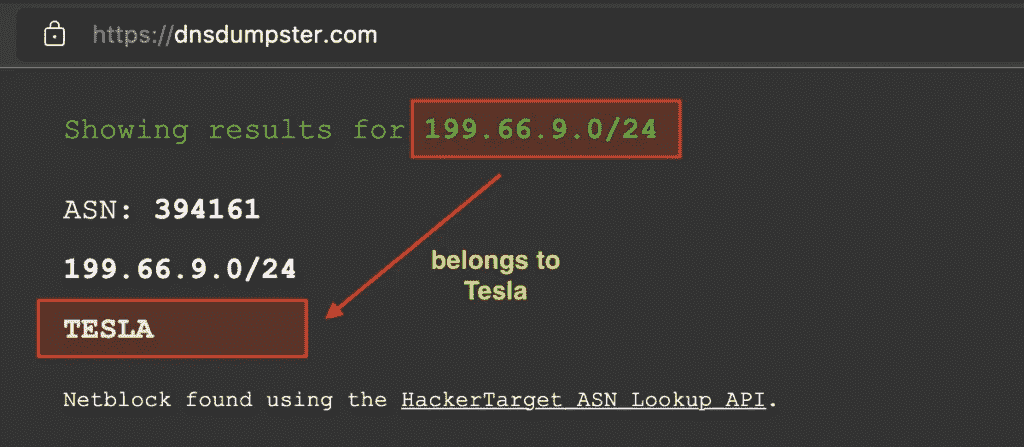 https://dnsdumpster.com
Showing results for 199.66.9.0/24
ASN: 394161
199.66.9.0/24
belongs to
Tesla
TESLA
Netblock found using the HackerTarget ASN Lookup API.